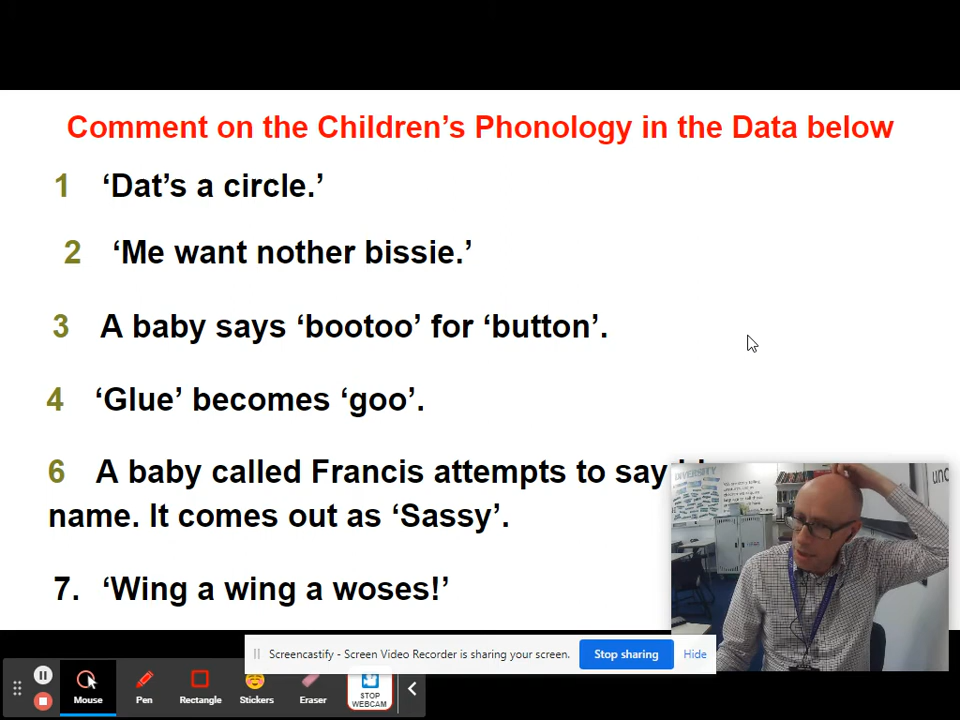 Comment on the Children's Phonology in the Data below
1 ‘Dat’s a circle.’
2 ‘Me want nother bissie.’
3 A baby says ‘bootoo’ for ‘button’.
4 ‘Glue’ becomes ‘goo’.
6 A baby called Francis attempts to say
name. It comes out as ‘Sassy’.
7. ‘Wing a wing a woses!’
DIVERSITY
Screencastify - Screen Video Recorder is sharing your screen.
Stop sharing
Hide
Mouse
Pen
Rectangle
Stickers
Eraser
STOP
WEBCAM